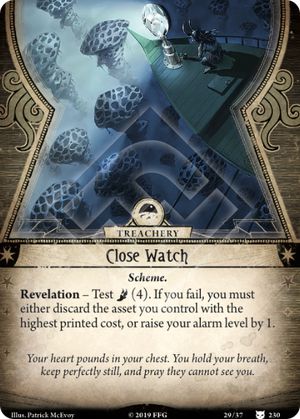 TREACHERY
Close Watch
Scheme.
Revelation – Test (4). If you fail, you must
either discard the asset you control with the
highest printed cost, or raise your alarm level by 1.
Your heart pounds in your chest. You hold your breath,
keep perfectly still, and pray they cannot see you.
Illus. Patrick McEvoy © 2019 FFG 29/37 230